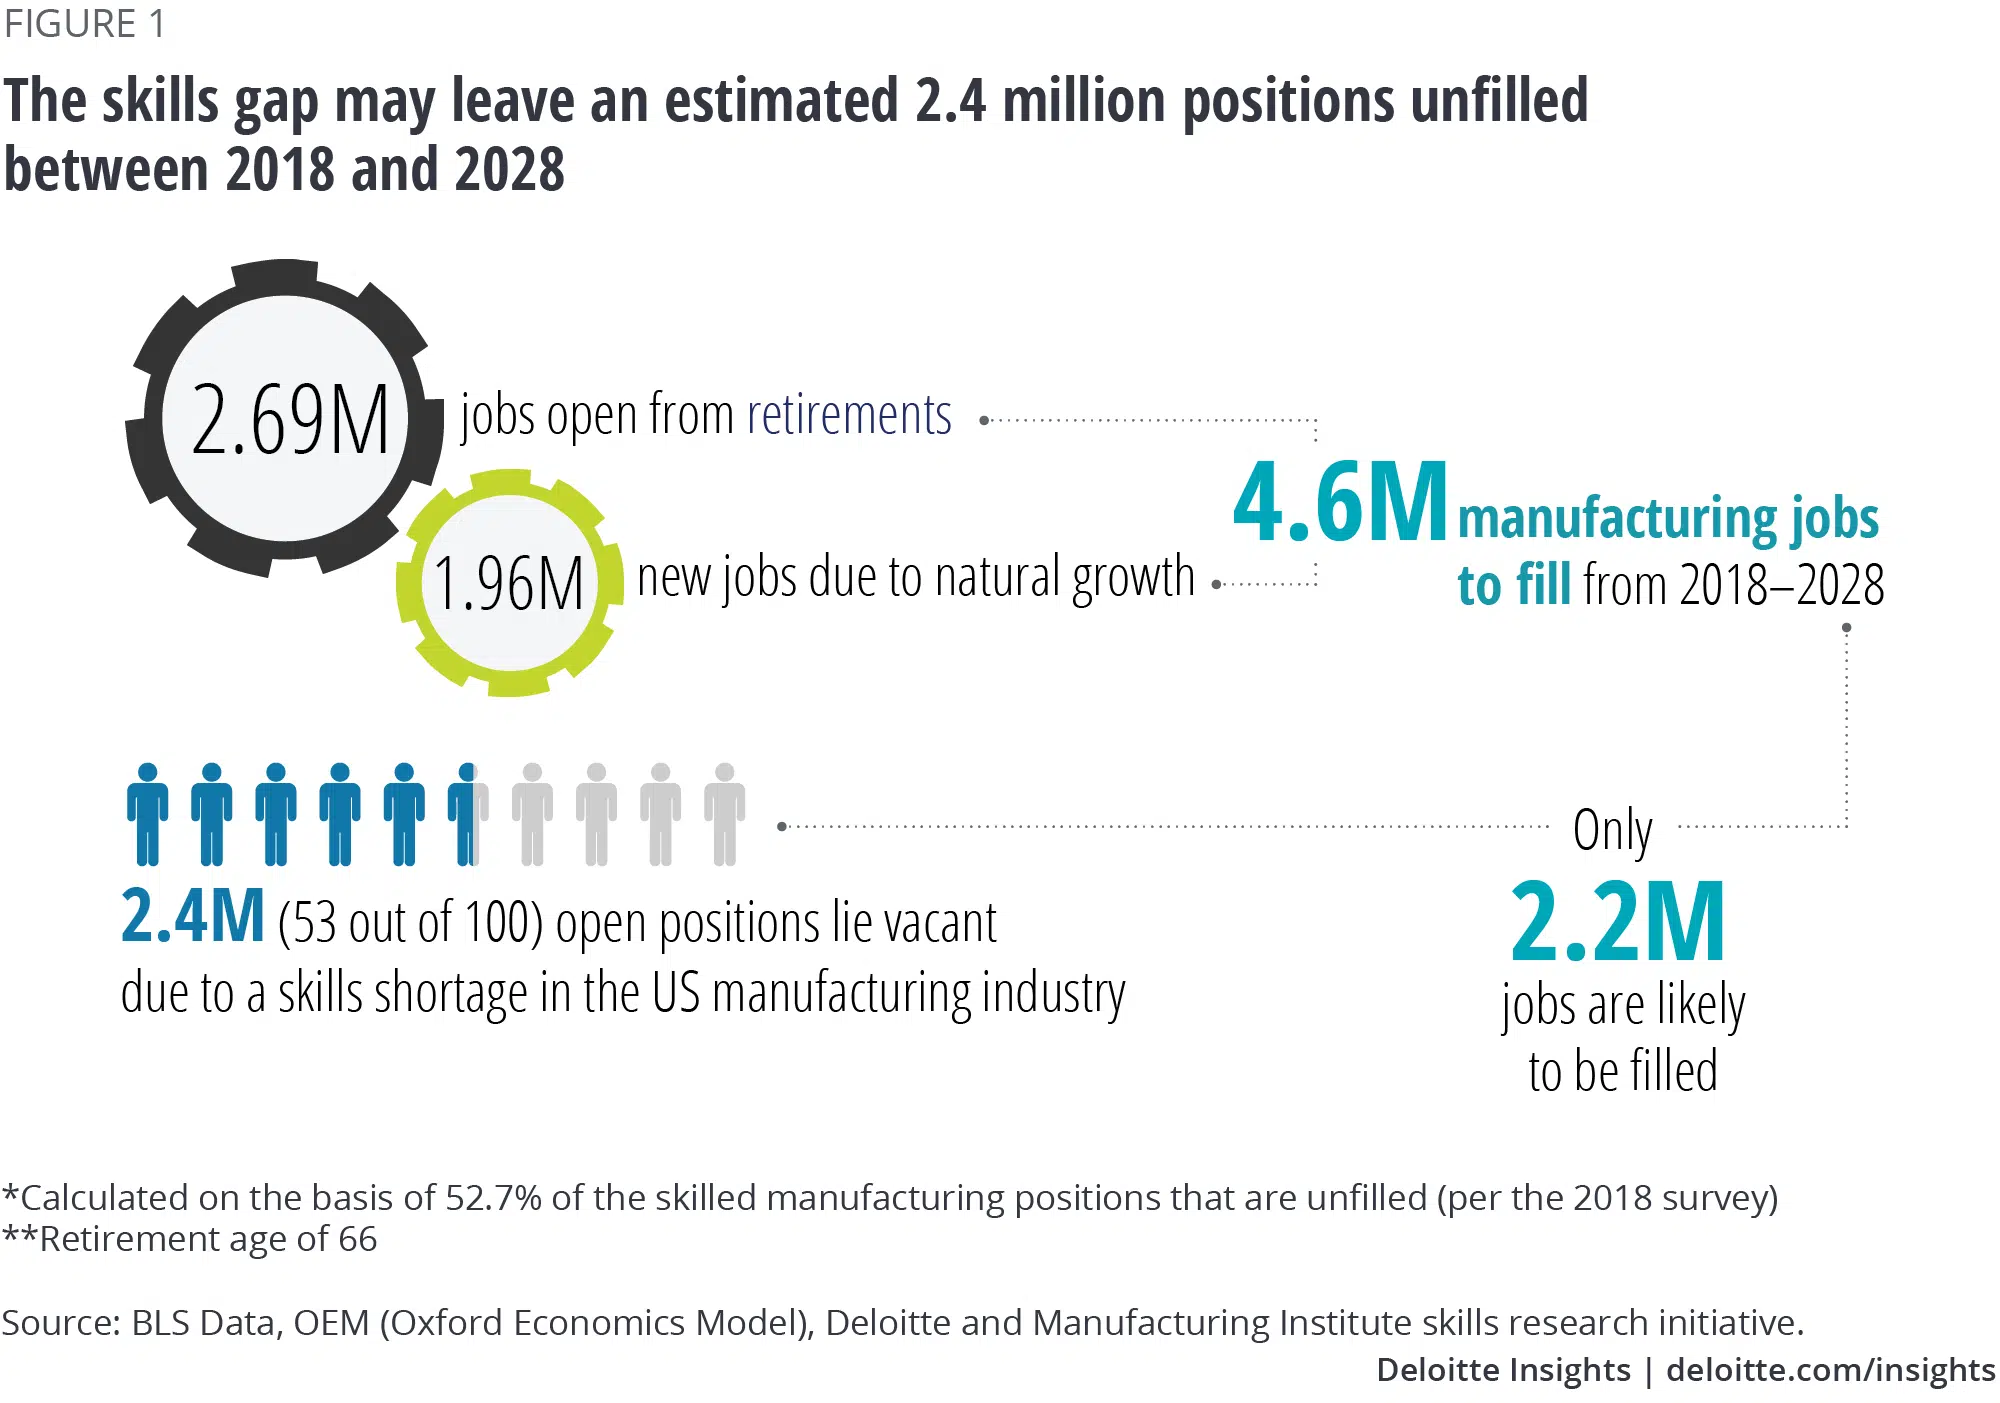 FIGURE 1
The skills gap may leave an estimated 2.4 million positions unfilled
between 2018 and 2028
2.69M jobs open from retirements
1.96M new jobs due to natural growth
4.6M manufacturing jobs
to fill from 2018–2028
Only
2.2M
jobs are likely
to be filled
2.4M (53 out of 100) open positions lie vacant
due to a skills shortage in the US manufacturing industry
*Calculated on the basis of 52.7% of the skilled manufacturing positions that are unfilled (per the 2018 survey)
**Retirement age of 66
Source: BLS Data, OEM (Oxford Economics Model), Deloitte and Manufacturing Institute skills research initiative.
Deloitte Insights | deloitte.com/insights